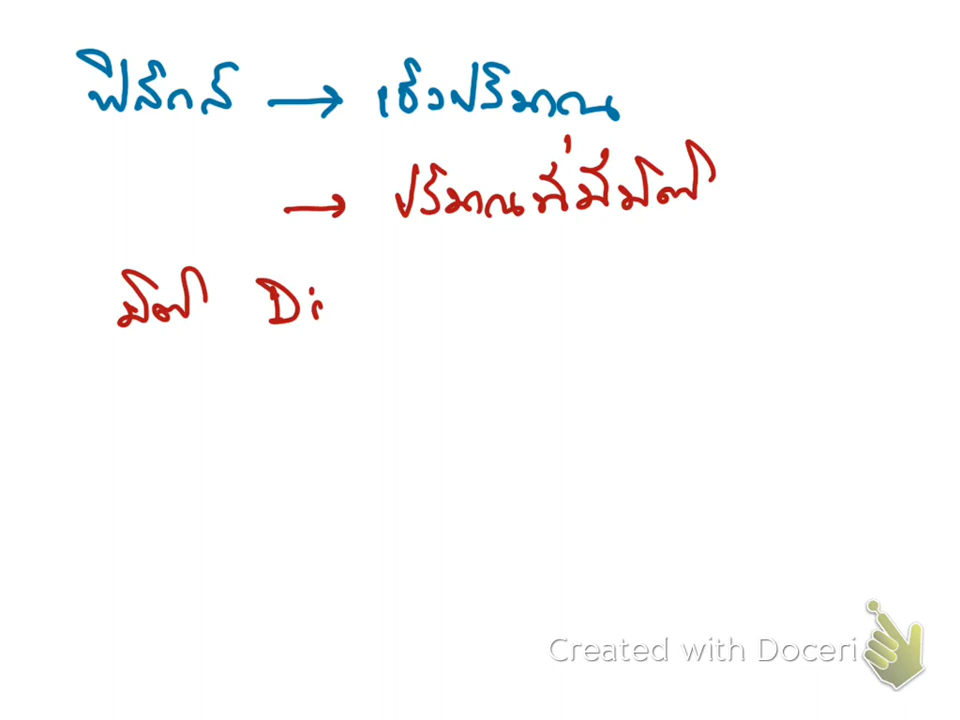 ฟิสิกส์ → เชิงปริมาณ
→ ปริมาณที่มีมิติ
มิติ Di
Created with Doceri